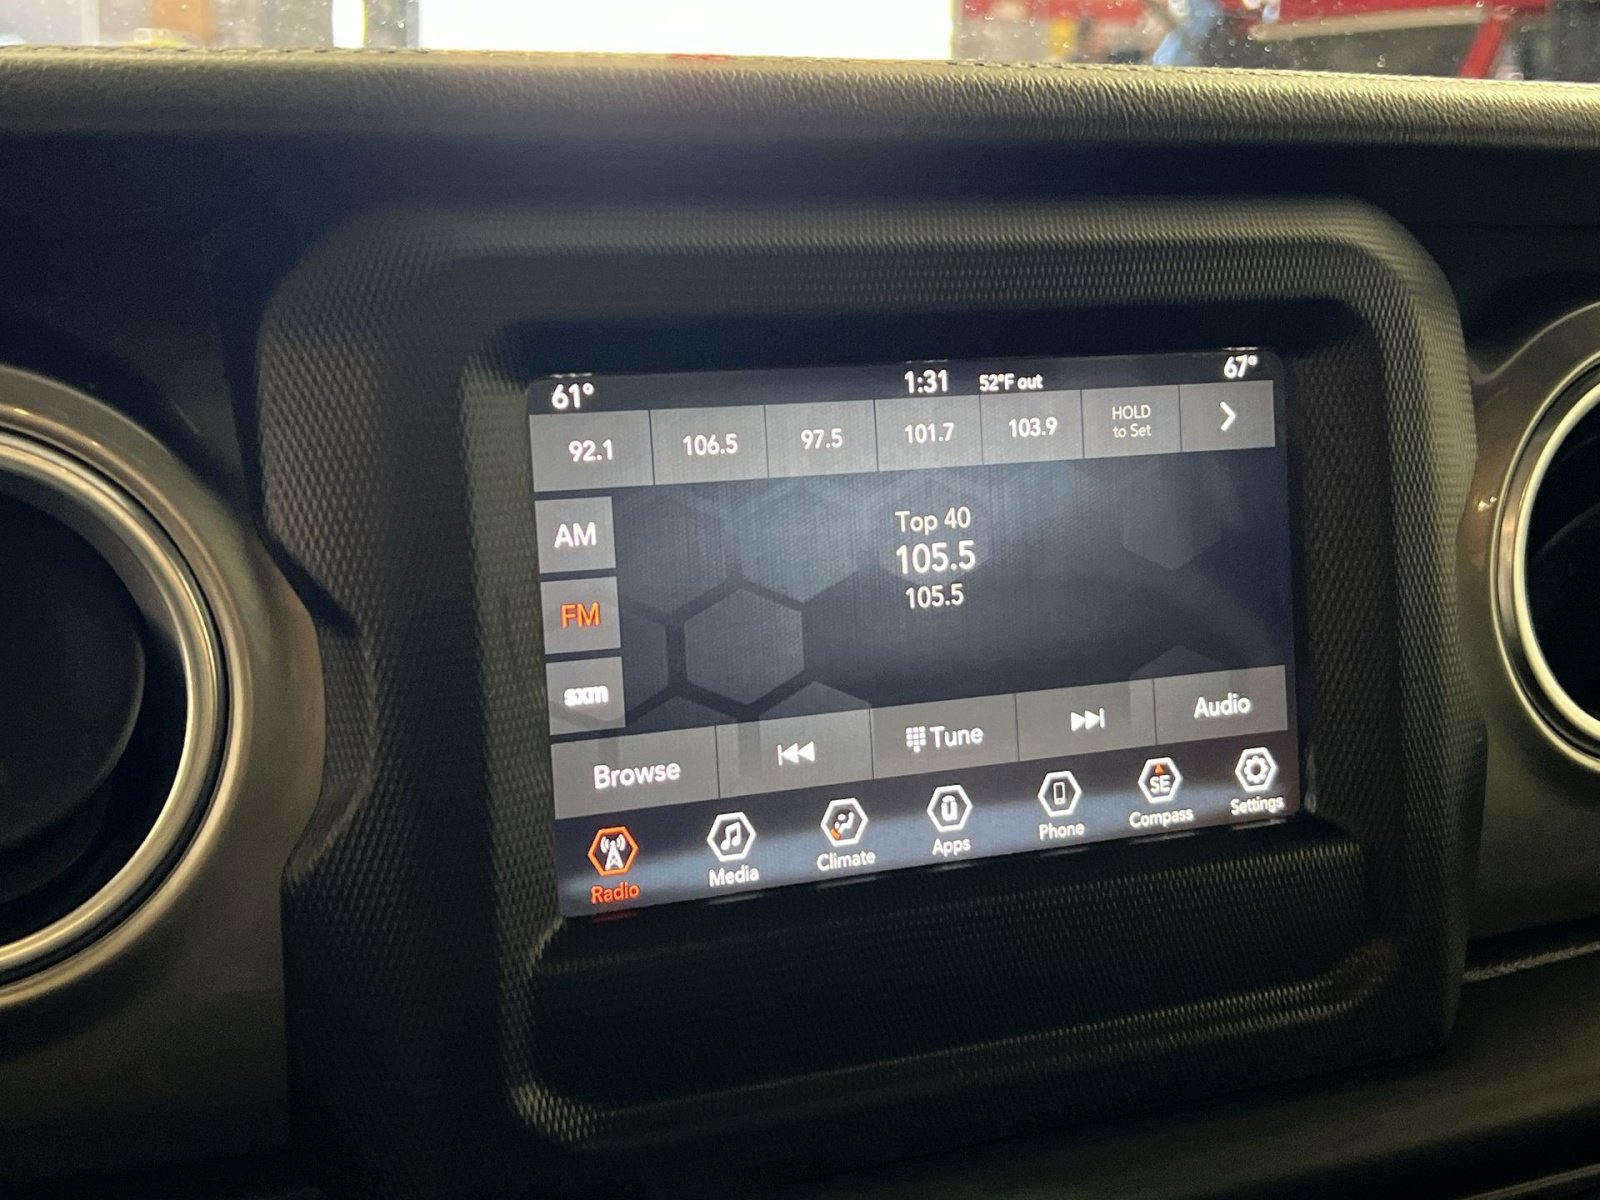 61° 1:31 52°F out 67°
92.1 106.5 97.5 101.7 103.9 HOLD
to Set
AM
FM
sxm
Top 40
105.5
105.5
Browse Tune Audio
Radio Media Climate Apps Phone SE Compass Settings